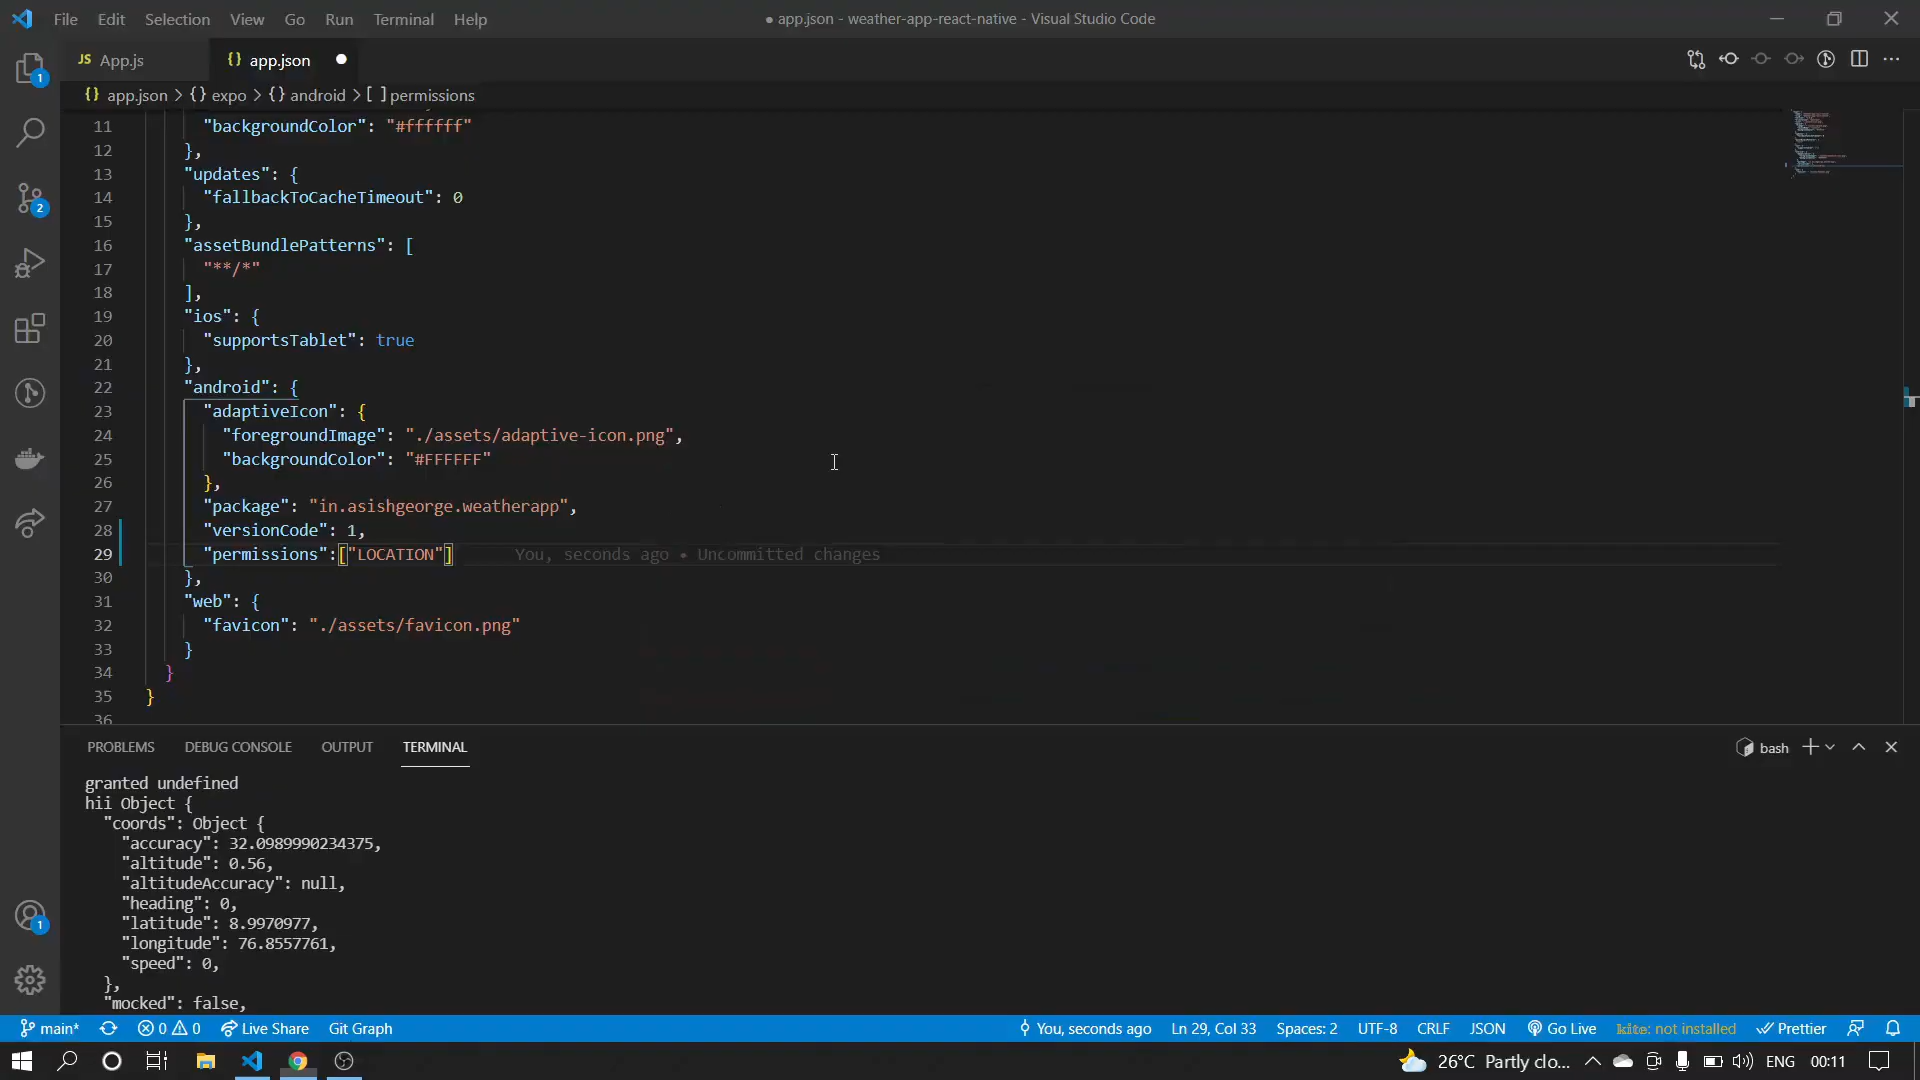 File Edit Selection View Go Run Terminal Help
● app.json - weather-app-react-native - Visual Studio Code
JS App.js
{} app.json ●
{} app.json > {} expo > {} android > [ ] permissions
11 "backgroundColor": "#ffffff"
12 },
13 "updates": {
14 "fallbackToCacheTimeout": 0
15 },
16 "assetBundlePatterns": [
17 "**/*"
18 ],
19 "ios": {
20 "supportsTablet": true
21 },
22 "android": {
23 "adaptiveIcon": {
24 "foregroundImage": "./assets/adaptive-icon.png",
25 "backgroundColor": "#FFFFFF"
26 },
27 "package": "in.asishgeorge.weatherapp",
28 "versionCode": 1,
29 "permissions":["LOCATION"] You, seconds ago • Uncommitted changes
30 },
31 "web": {
32 "favicon": "./assets/favicon.png"
33 }
34 }
35 }
36
PROBLEMS DEBUG CONSOLE OUTPUT TERMINAL
bash
granted undefined
hii Object {
"coords": Object {
"accuracy": 32.0989990234375,
"altitude": 0.56,
"altitudeAccuracy": null,
"heading": 0,
"latitude": 8.9970977,
"longitude": 76.8557761,
"speed": 0,
},
"mocked": false,
1
2
1
main* 0 0 Live Share Git Graph You, seconds ago Ln 29, Col 33 Spaces: 2 UTF-8 CRLF JSON Go Live kite: not installed Prettier
26°C Partly clo... ENG 00:11